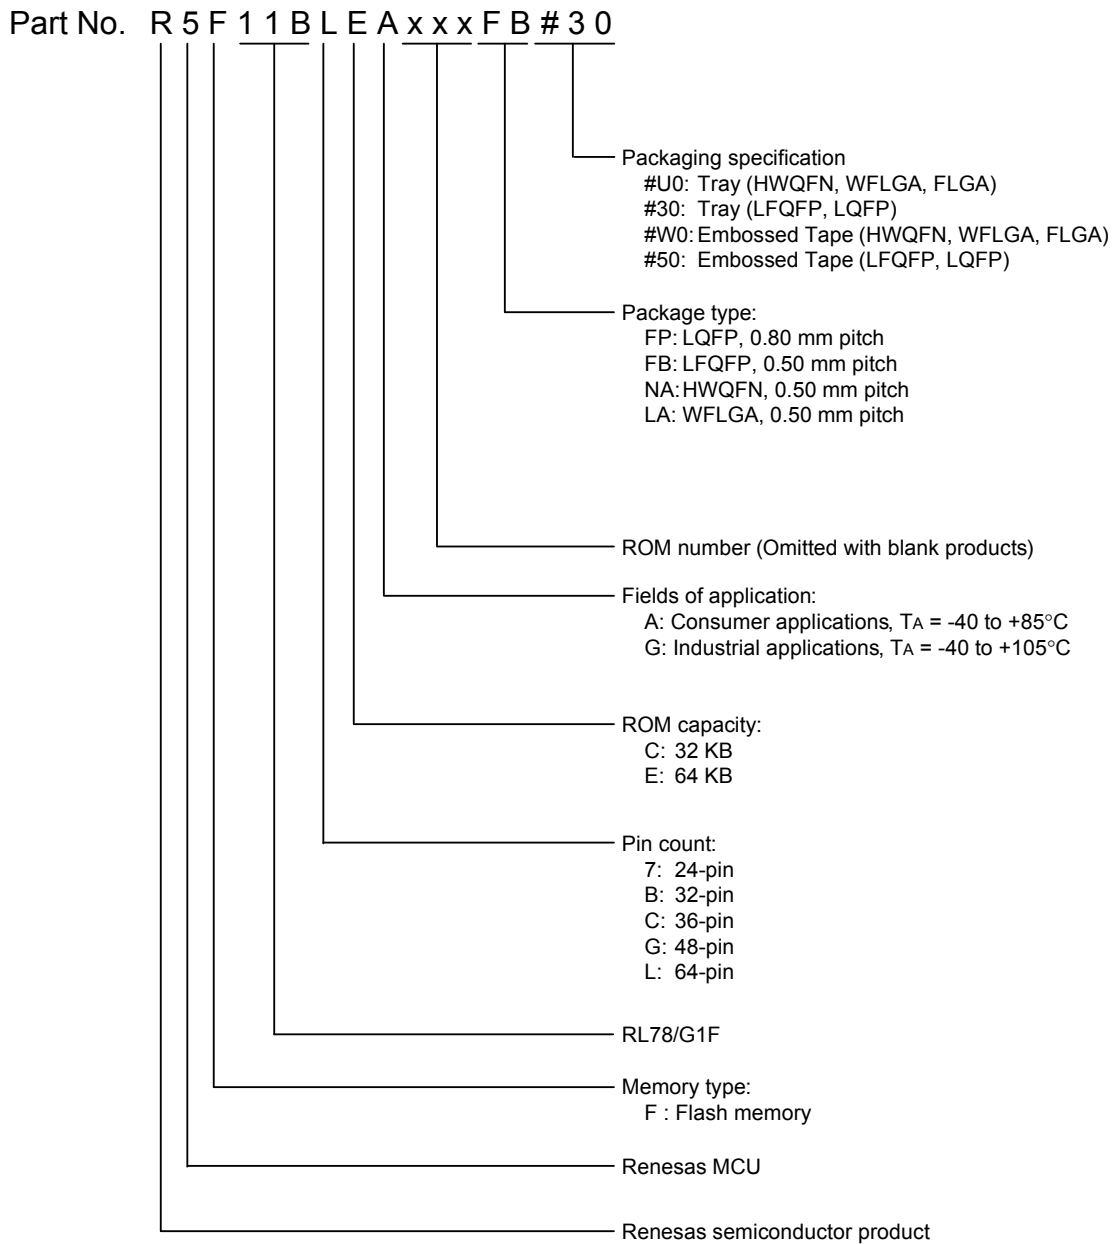 Part No. R 5 F 1 1 B L E A x x x F B # 3 0
Packaging specification
#U0: Tray (HWQFN, WFLGA, FLGA)
#30: Tray (LFQFP, LQFP)
#W0: Embossed Tape (HWQFN, WFLGA, FLGA)
#50: Embossed Tape (LFQFP, LQFP)
Package type:
FP: LQFP, 0.80 mm pitch
FB: LFQFP, 0.50 mm pitch
NA: HWQFN, 0.50 mm pitch
LA: WFLGA, 0.50 mm pitch
ROM number (Omitted with blank products)
Fields of application:
A: Consumer applications, TA = -40 to +85°C
G: Industrial applications, TA = -40 to +105°C
ROM capacity:
C: 32 KB
E: 64 KB
Pin count:
7: 24-pin
B: 32-pin
C: 36-pin
G: 48-pin
L: 64-pin
RL78/G1F
Memory type:
F : Flash memory
Renesas MCU
Renesas semiconductor product